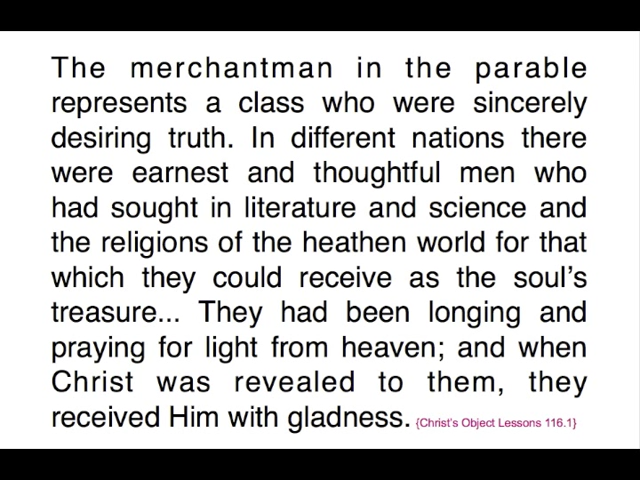 The merchantman in the parable
represents a class who were sincerely
desiring truth. In different nations there
were earnest and thoughtful men who
had sought in literature and science and
the religions of the heathen world for that
which they could receive as the soul’s
treasure... They had been longing and
praying for light from heaven; and when
Christ was revealed to them, they
received Him with gladness. {Christ’s Object Lessons 116.1}